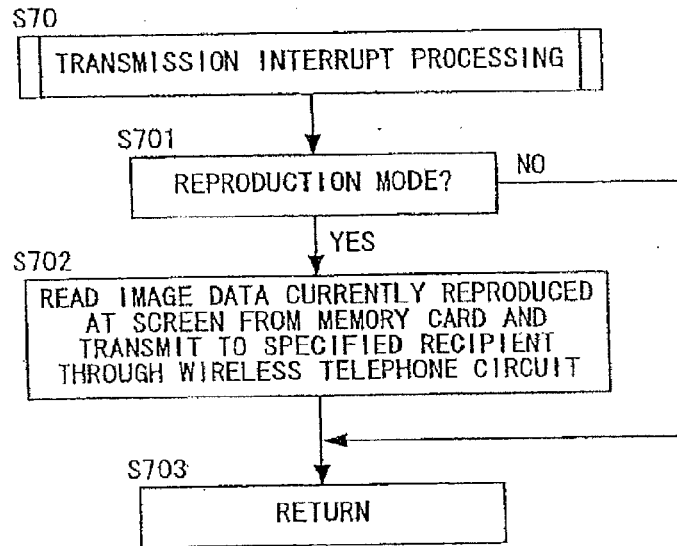 S70
TRANSMISSION INTERRUPT PROCESSING
S701
REPRODUCTION MODE?
NO
YES
S702
READ IMAGE DATA CURRENTLY REPRODUCED
AT SCREEN FROM MEMORY CARD AND
TRANSMIT TO SPECIFIED RECIPIENT
THROUGH WIRELESS TELEPHONE CIRCUIT
S703
RETURN